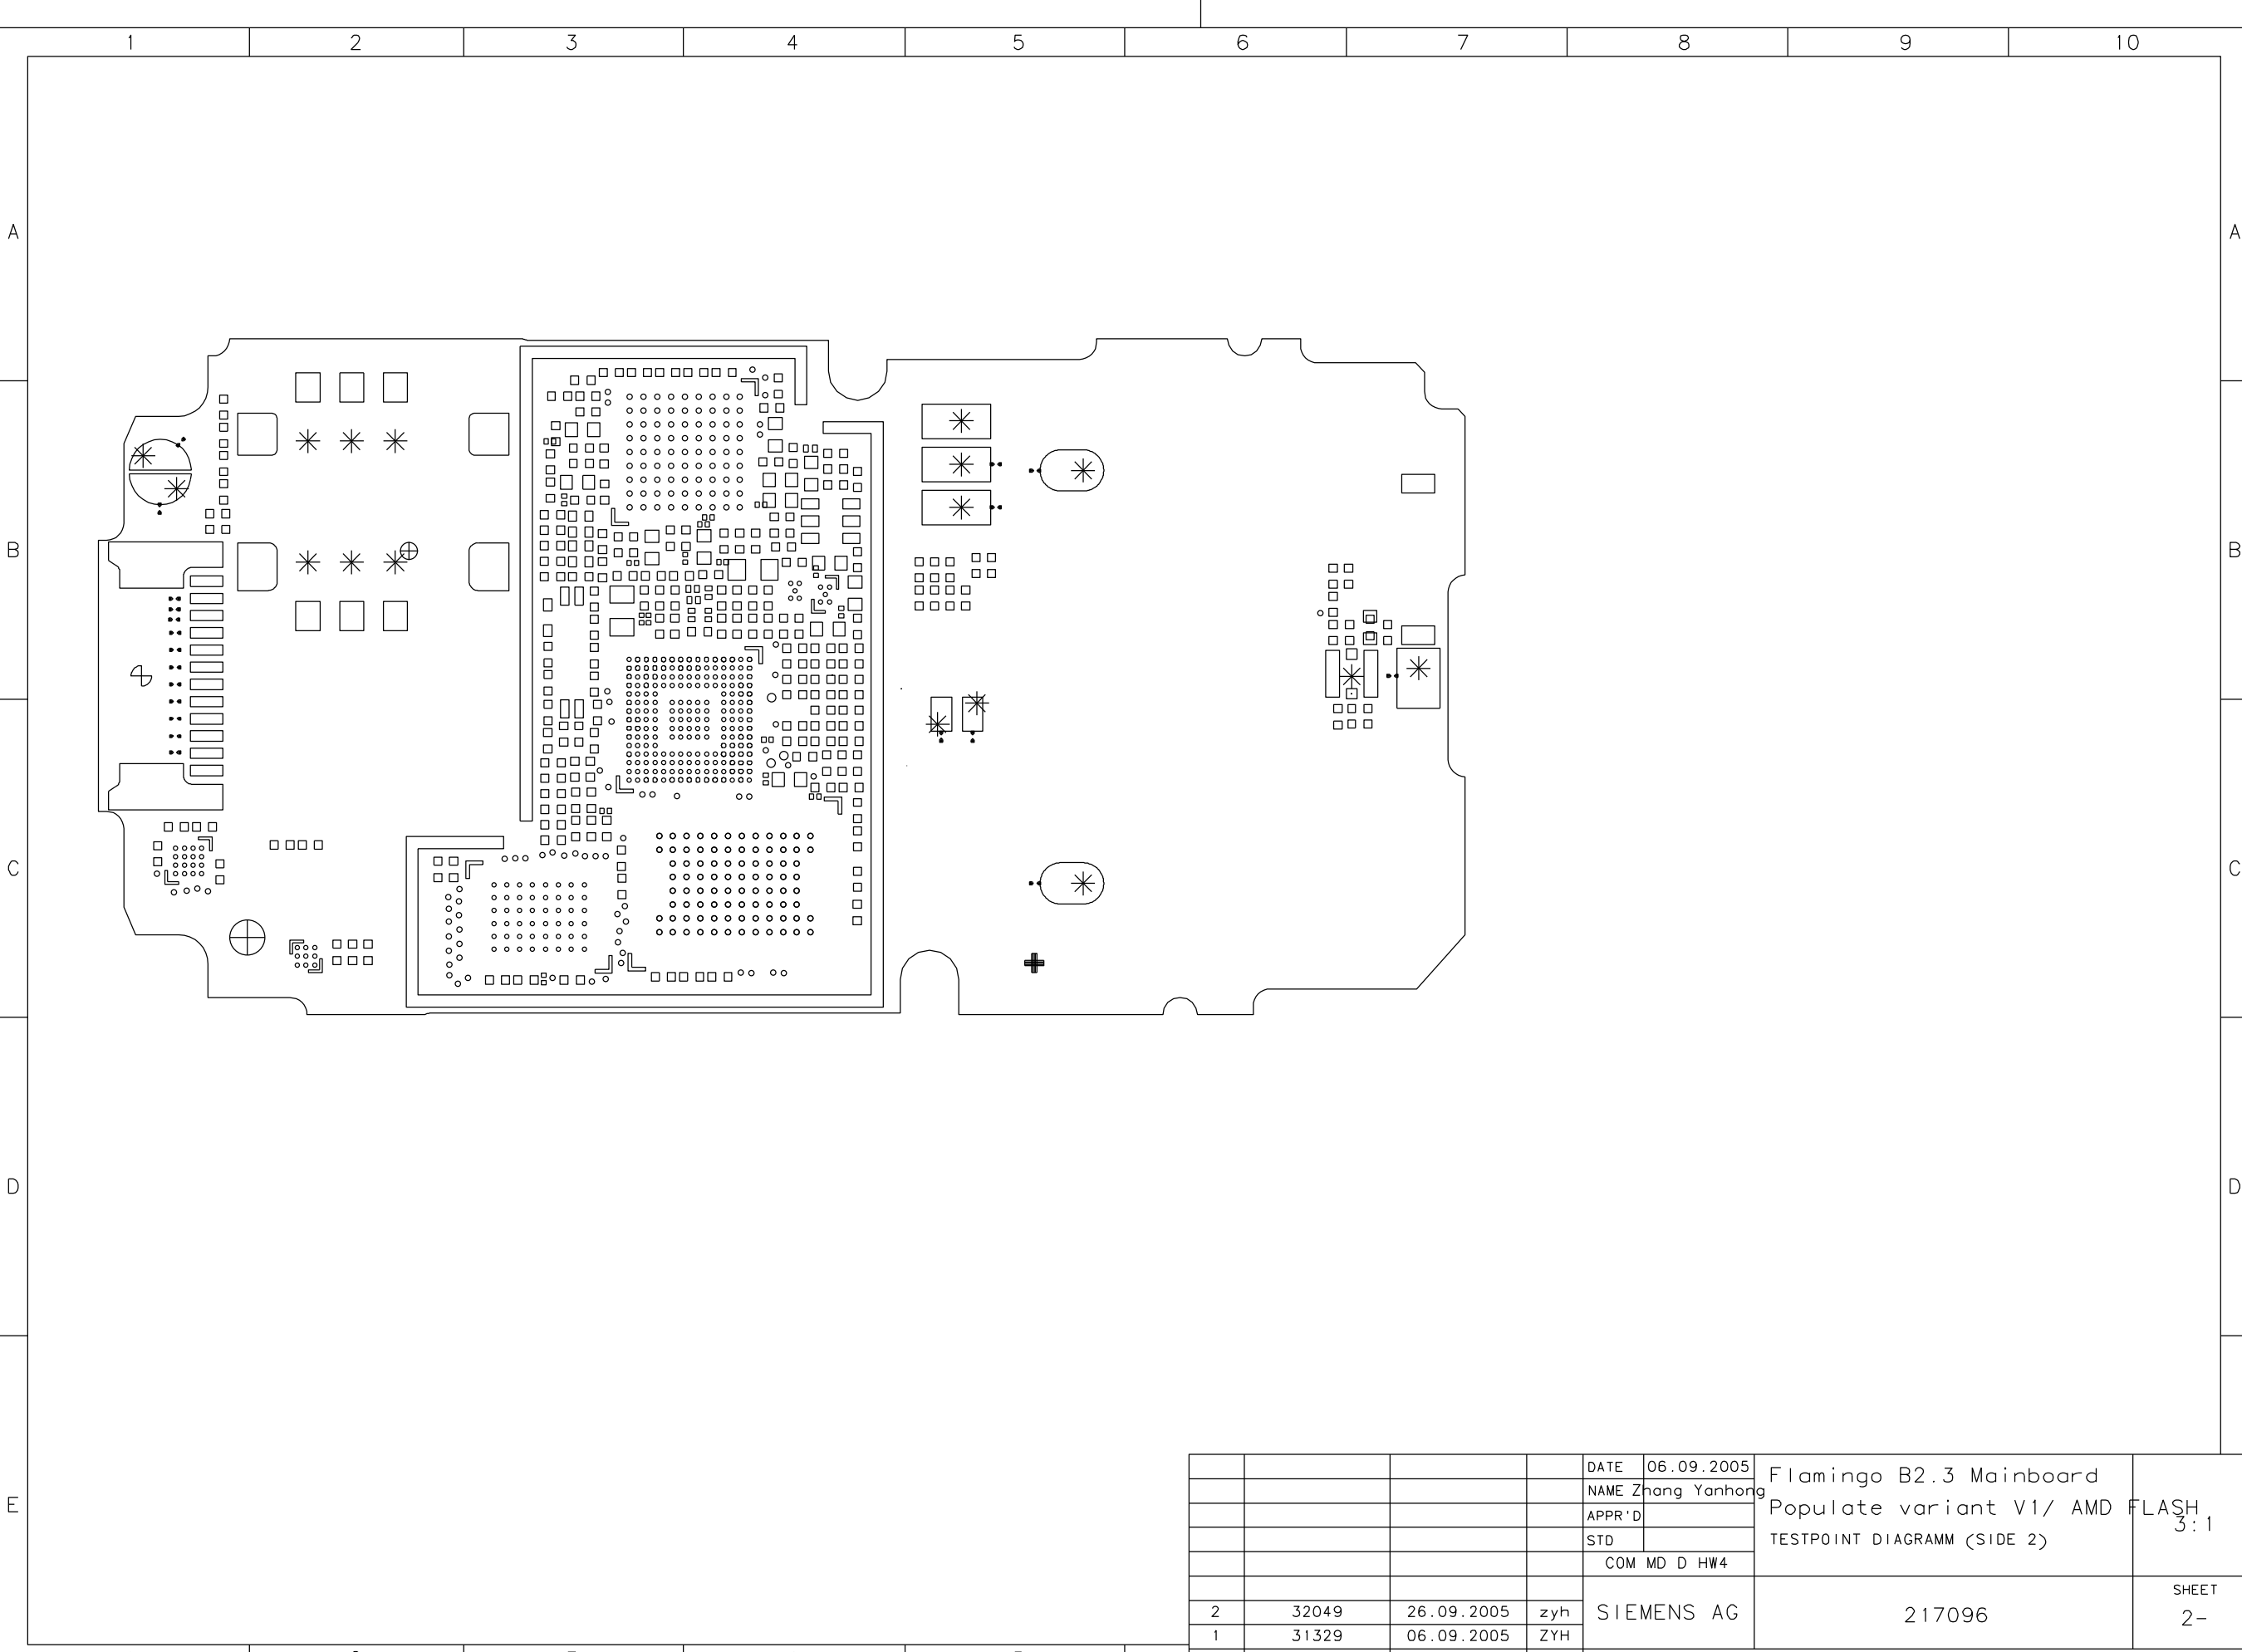 1 2 3 4 5 6 7 8 9 10
A A
B B
C C
D D
E
DATE 06.09.2005
NAME Zhang Yanhong
APPR'D
STD
COM MD D HW4
Flamingo B2.3 Mainboard
Populate variant V1/ AMD FLASH
TESTPOINT DIAGRAMM (SIDE 2)
3:1
SIEMENS AG
217096
SHEET
2-
2 32049 26.09.2005 zyh
1 31329 06.09.2005 ZYH